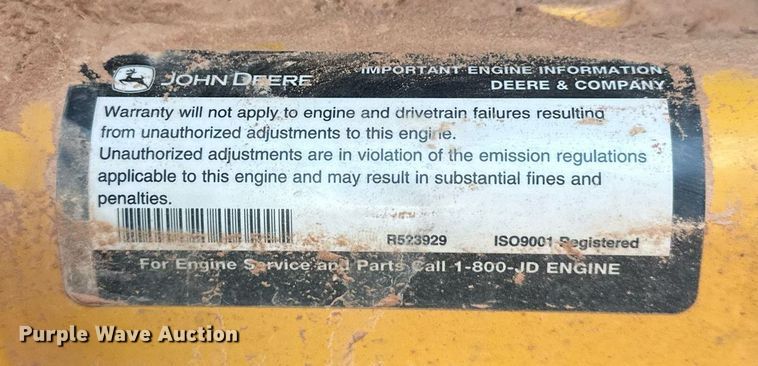 JOHN DEERE
IMPORTANT ENGINE INFORMATION
DEERE & COMPANY
Warranty will not apply to engine and drivetrain failures resulting
from unauthorized adjustments to this engine.
Unauthorized adjustments are in violation of the emission regulations
applicable to this engine and may result in substantial fines and
penalties.
R523929 ISO9001 Registered
For Engine Service and Parts Call 1-800-JD ENGINE
Purple Wave Auction